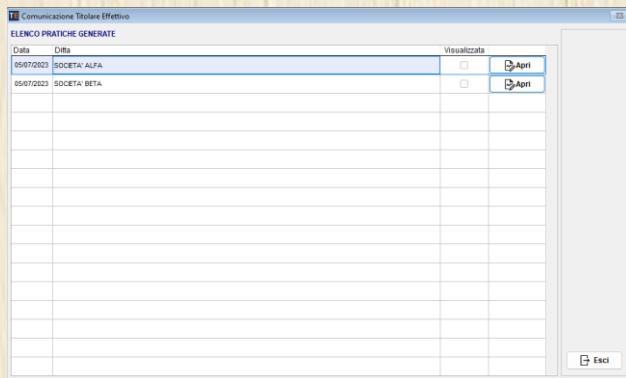 TE Comunicazione Titolare Effettivo
ELENCO PRATICHE GENERATE
Data Ditta Visualizzata
05/07/2023 SOCIETA' ALFA Apri
05/07/2023 SOCIETA' BETA Apri
Esci